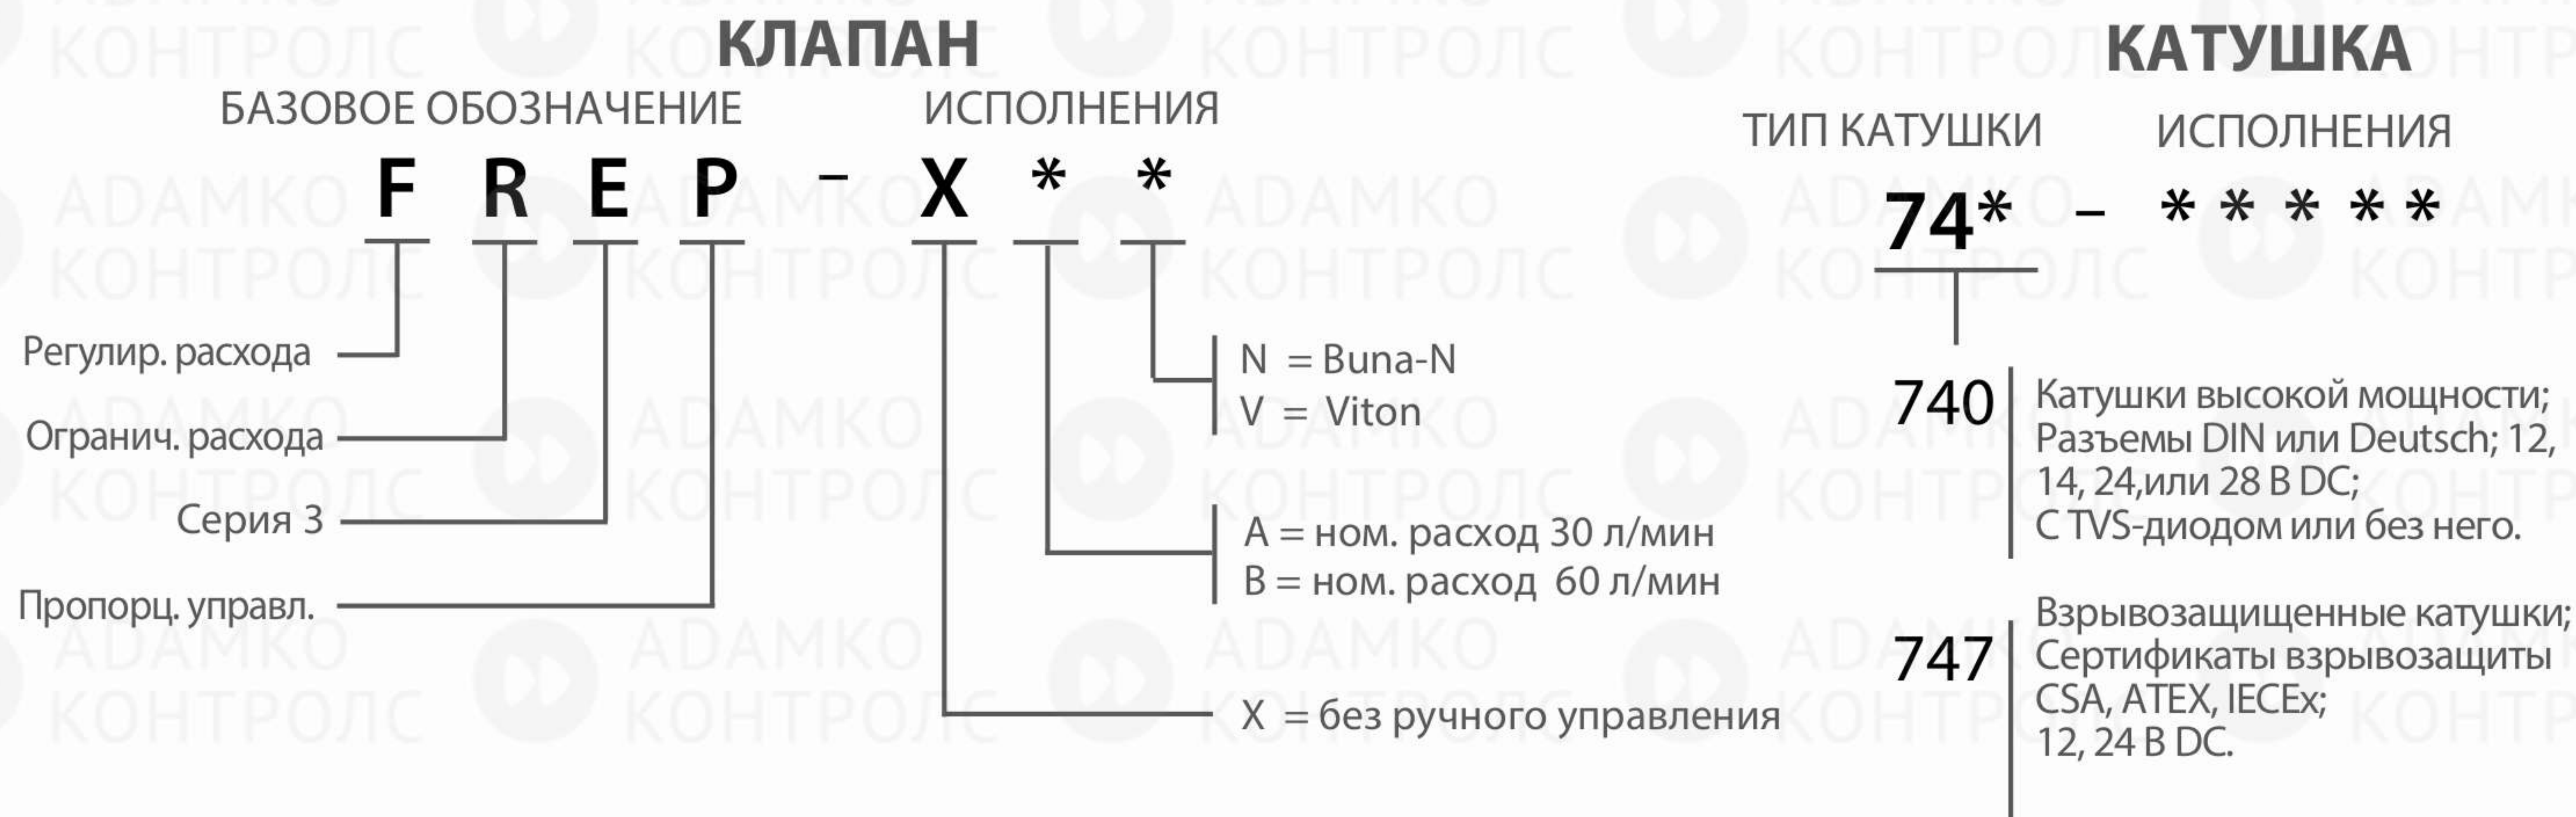 КЛАПАН
БАЗОВОЕ ОБОЗНАЧЕНИЕ
ИСПОЛНЕНИЯ
F R E P – X * *
Регулир. расхода
Огранич. расхода
Серия 3
Пропорц. управл.
N = Buna-N
V = Viton
A = ном. расход 30 л/мин
B = ном. расход 60 л/мин
X = без ручного управления
КАТУШКА
ТИП КАТУШКИ
ИСПОЛНЕНИЯ
74* – * * * * *
740
Катушки высокой мощности;
Разъемы DIN или Deutsch; 12,
14, 24,или 28 В DC;
С TVS-диодом или без него.
747
Взрывозащищенные катушки;
Сертификаты взрывозащиты
CSA, ATEX, IECEx;
12, 24 В DC.
ADAMKO
КОНТРОЛС